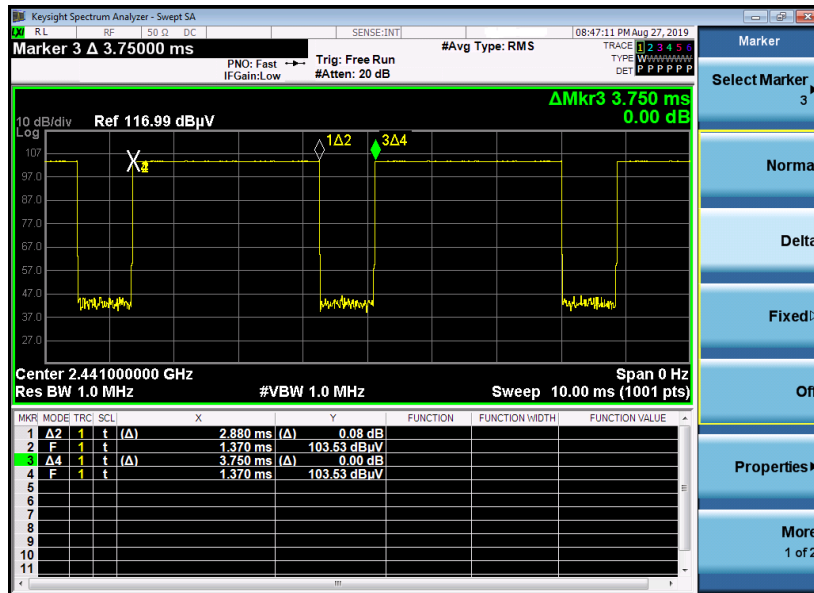 Keysight Spectrum Analyzer - Swept SA
RL RF 50 Ω DC SENSE:INT 08:47:11 PM Aug 27, 2019
Marker 3 Δ 3.75000 ms
#Avg Type: RMS
TRACE 1 2 3 4 5 6
PNO: Fast Trig: Free Run TYPE WWWWWW
IFGain:Low #Atten: 20 dB DET P P P P P P
ΔMkr3 3.750 ms
0.00 dB
10 dB/div Ref 116.99 dBµV
Log
1Δ2 3Δ4
107
97.0
87.0
77.0
67.0
57.0
47.0
37.0
27.0
Center 2.441000000 GHz Span 0 Hz
Res BW 1.0 MHz #VBW 1.0 MHz Sweep 10.00 ms (1001 pts)
MKR MODE TRC SCL X Y FUNCTION FUNCTION WIDTH FUNCTION VALUE
1 Δ2 1 t (Δ) 2.880 ms (Δ) 0.08 dB
2 F 1 t 1.370 ms 103.53 dBµV
3 Δ4 1 t (Δ) 3.750 ms (Δ) 0.00 dB
4 F 1 t 1.370 ms 103.53 dBµV
5
6
7
8
9
10
11
Marker
Select Marker
3
Norma
Delta
Fixed
Off
Properties
More
1 of 2